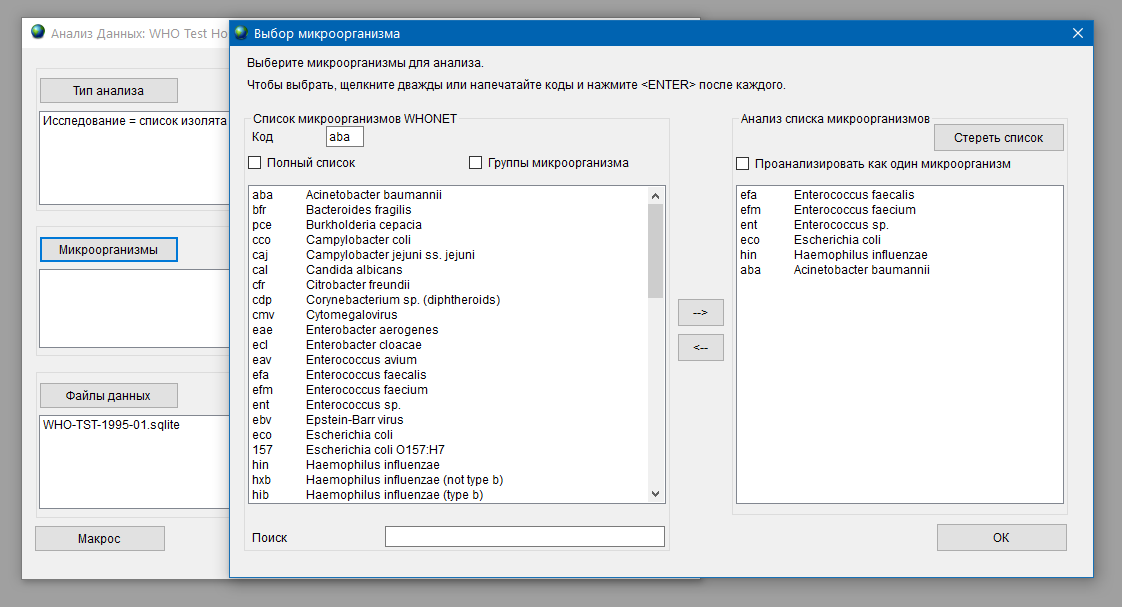 Анализ Данных: WHO Test Ho
Тип анализа
Исследование = список изолята
Микроорганизмы
Файлы данных
WHO-TST-1995-01.sqlite
Макрос
Выбор микроорганизма
Выберите микроорганизмы для анализа.
Чтобы выбрать, щелкните дважды или напечатайте коды и нажмите <ENTER> после каждого.
Список микроорганизмов WHONET
Код aba
Полный список Группы микроорганизма
aba Acinetobacter baumannii
bfr Bacteroides fragilis
pce Burkholderia cepacia
cco Campylobacter coli
caj Campylobacter jejuni ss. jejuni
cal Candida albicans
cfr Citrobacter freundii
cdp Corynebacterium sp. (diphtheroids)
cmv Cytomegalovirus
eae Enterobacter aerogenes
ecl Enterobacter cloacae
eav Enterococcus avium
efa Enterococcus faecalis
efm Enterococcus faecium
ent Enterococcus sp.
ebv Epstein-Barr virus
eco Escherichia coli
157 Escherichia coli O157:H7
hin Haemophilus influenzae
hxb Haemophilus influenzae (not type b)
hib Haemophilus influenzae (type b)
Поиск
-->
<--
Анализ списка микроорганизмов
Стереть список
Проанализировать как один микроорганизм
efa Enterococcus faecalis
efm Enterococcus faecium
ent Enterococcus sp.
eco Escherichia coli
hin Haemophilus influenzae
aba Acinetobacter baumannii
ОК